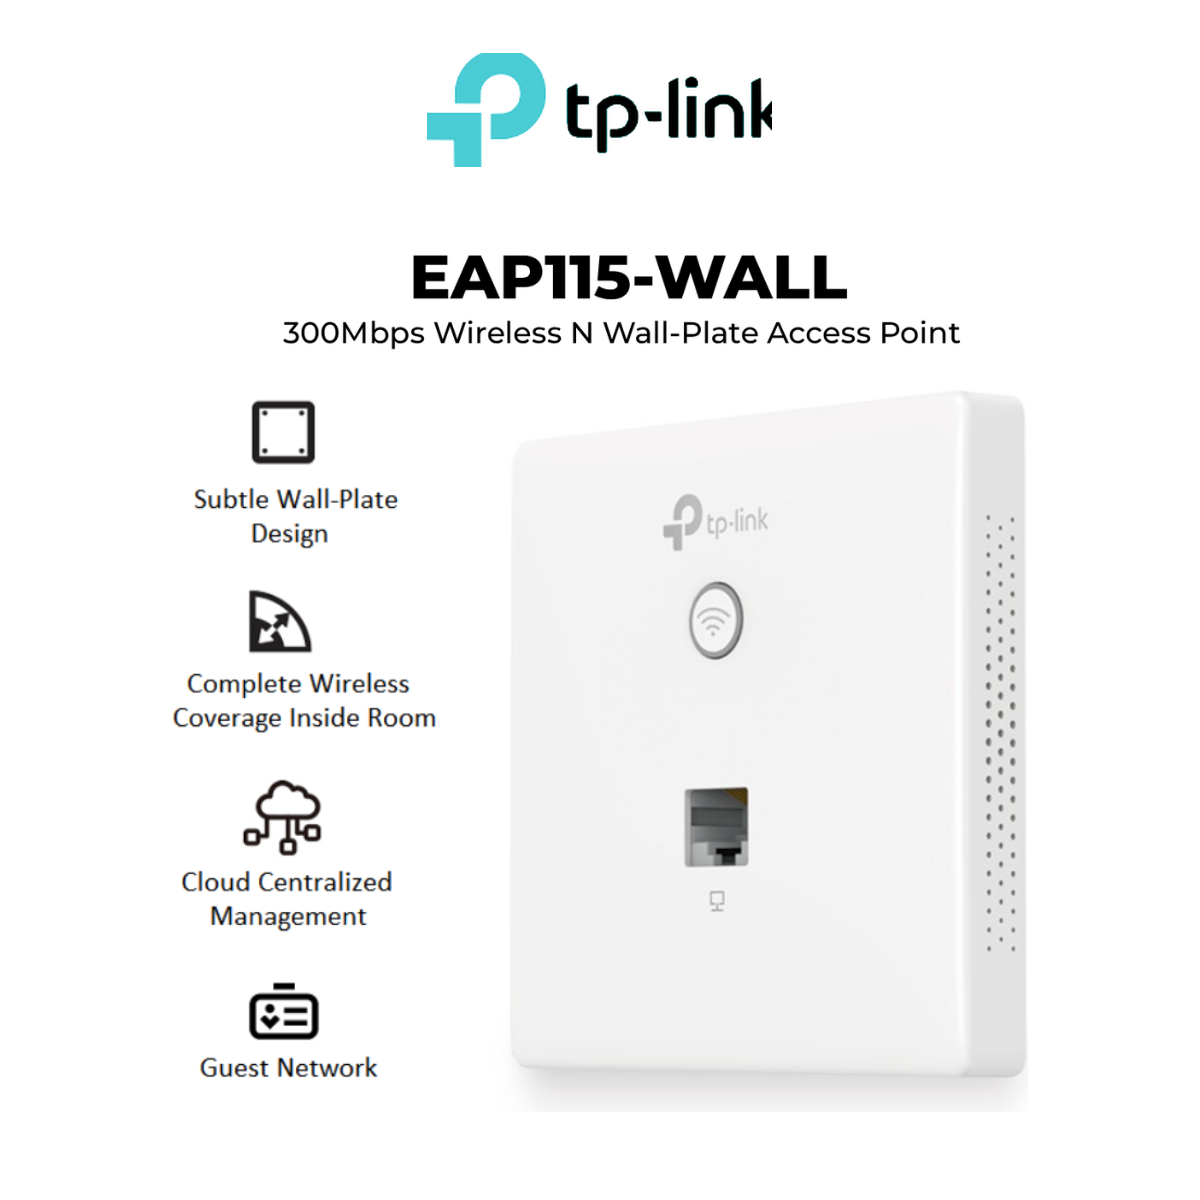 tp-link
EAP115-WALL
300Mbps Wireless N Wall-Plate Access Point
Subtle Wall-Plate
Design
Complete Wireless
Coverage Inside Room
Cloud Centralized
Management
Guest Network
tp-link